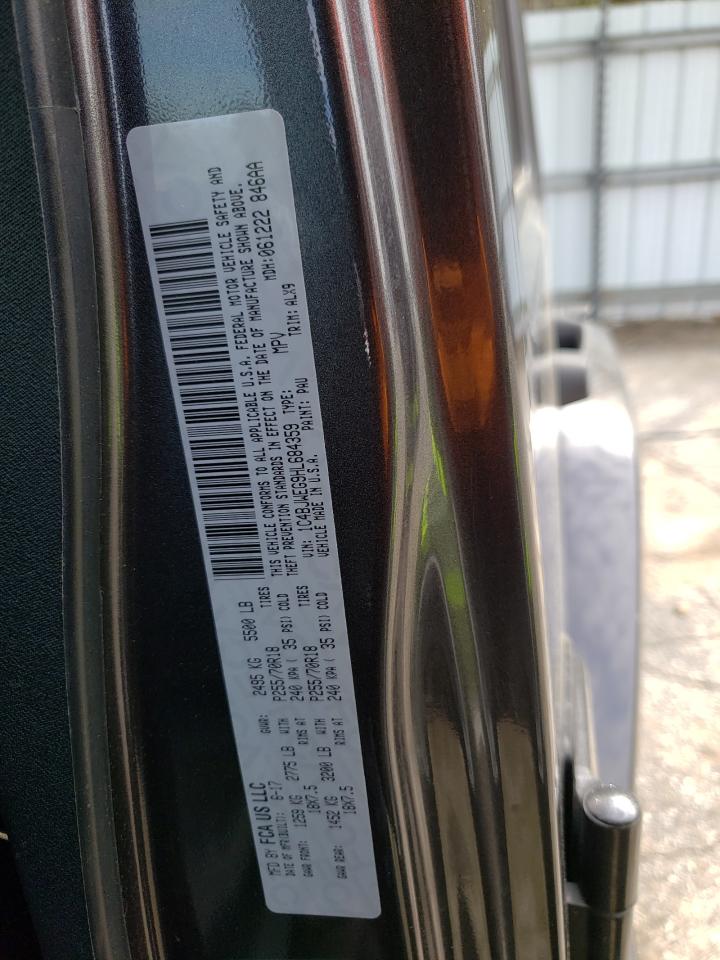 MFD BY FCA US LLC
DATE OF MFR(BUILT): 6-17 GVWR: 2495 KG 5500 LB
GAWR FRONT: 1259 KG 2775 LB WITH P255/70R18 TIRES
18X7.5 RIMS AT 240 KPA ( 35 PSI) COLD
GAWR REAR: 1452 KG 3200 LB WITH P255/70R18 TIRES
18X7.5 RIMS AT 240 KPA ( 35 PSI) COLD
THIS VEHICLE CONFORMS TO ALL APPLICABLE U.S.A. FEDERAL MOTOR VEHICLE SAFETY AND
THEFT PREVENTION STANDARDS IN EFFECT ON THE DATE OF MANUFACTURE SHOWN ABOVE.
VIN: 1C4BJWEG9HL684359 TYPE: MPV MDH:061222 846AA
VEHICLE MADE IN U.S.A. PAINT: PAU TRIM: ALX9